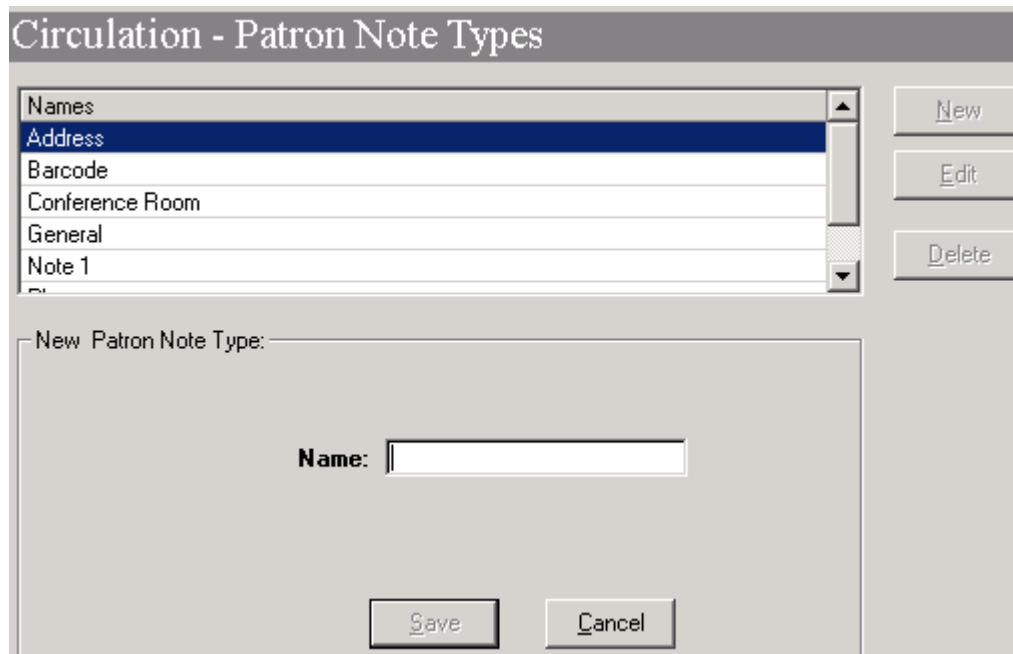 Circulation - Patron Note Types
Names
New
Address
Barcode
Edit
Conference Room
General
Delete
Note 1
New Patron Note Type:
Name:
Save
Cancel